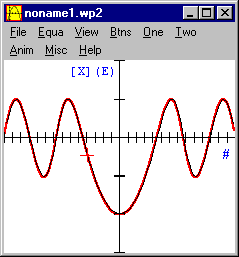 noname1.wp2
File Equa View Btns One Two
Anim Misc Help
[X](E)
#